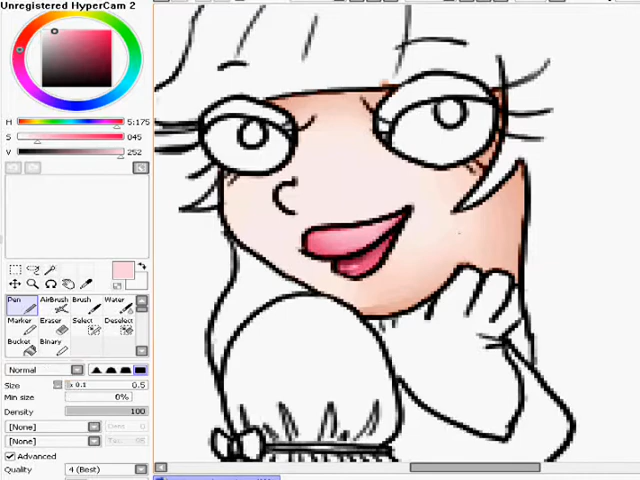 Unregistered HyperCam 2
H 5:175
S 045
V 252
Pen AirBrush Brush Water
Marker Eraser Select Deselect
Bucket Binary
Normal
Size x 0.1 0.5
Min size 0%
Density 100
[None]
[None]
Advanced
Quality 4 (Best)